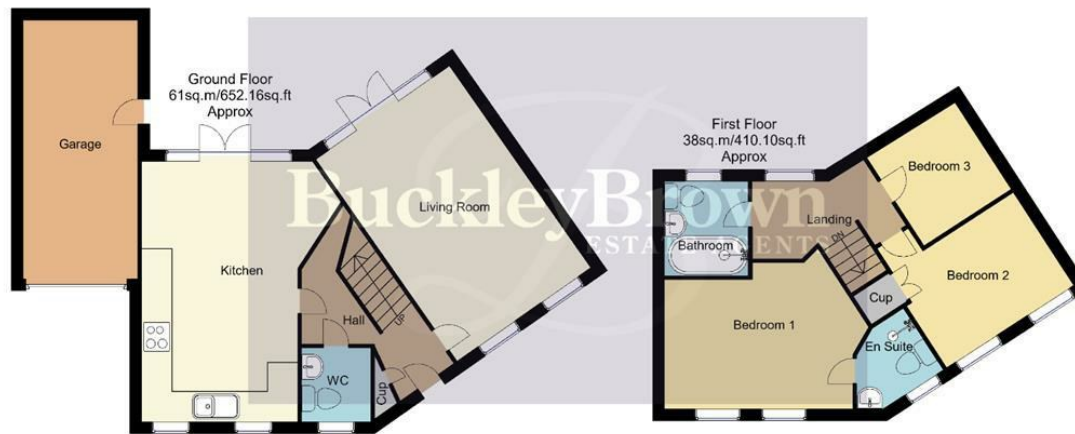 Ground Floor
61sq.m/652.16sq.ft
Approx
Garage
Living Room
Kitchen
Hall
UP
WC
Cup
First Floor
38sq.m/410.10sq.ft
Approx
Bedroom 3
Landing
DN
Bathroom
Bedroom 2
Cup
Bedroom 1
En Suite
BuckleyBrown
ESTATE AGENTS